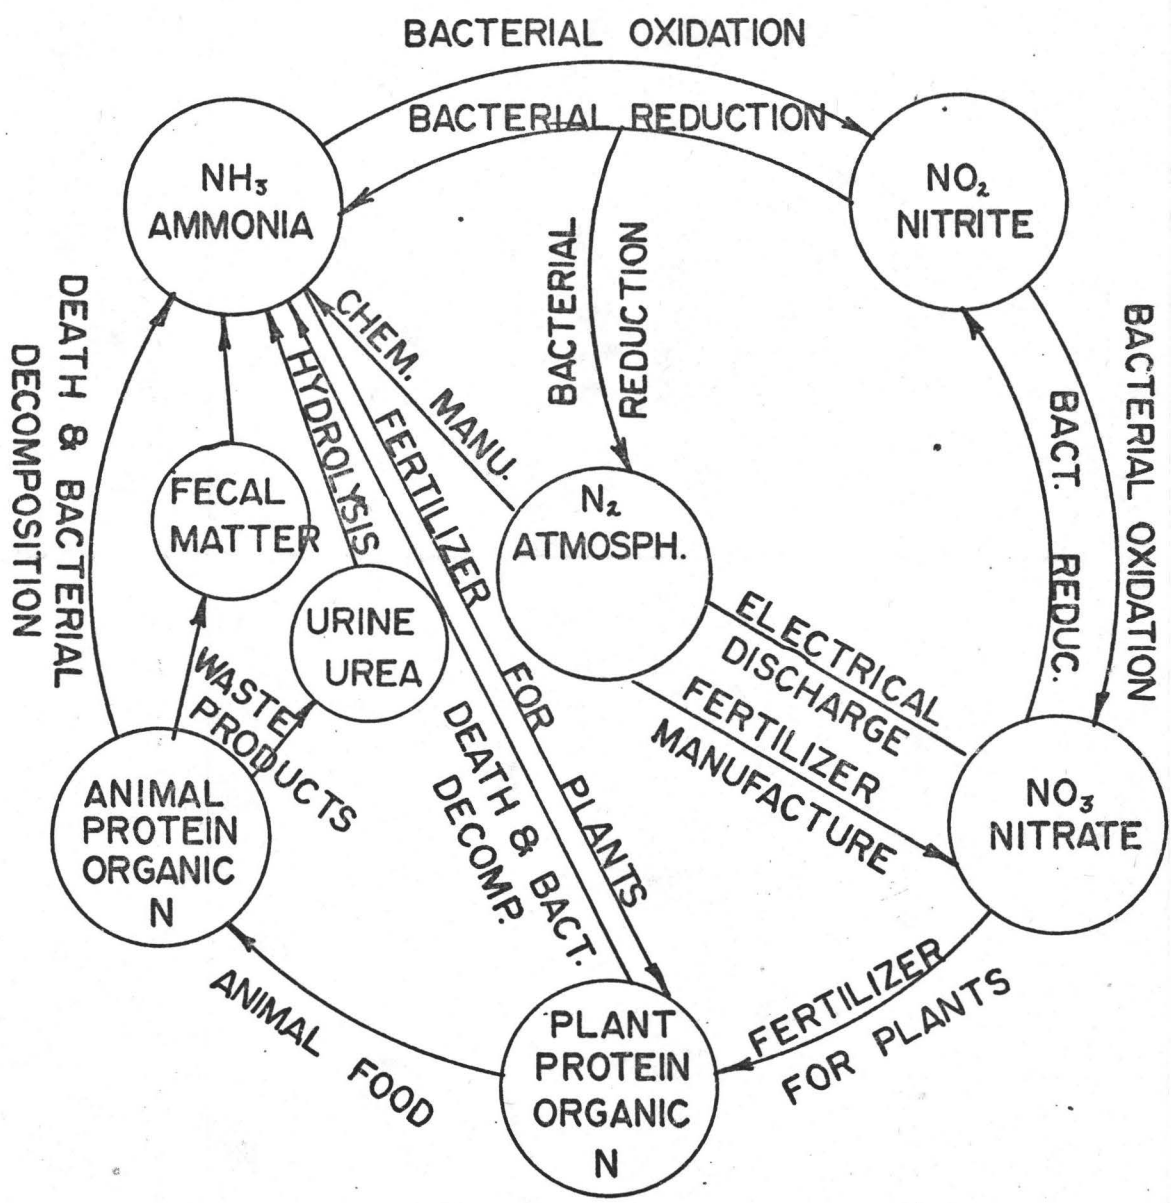 BACTERIAL OXIDATION
BACTERIAL REDUCTION
NH₃
AMMONIA
NO₂
NITRITE
BACTERIAL
REDUCTION
DEATH & BACTERIAL
DECOMPOSITION
CHEM. MANU.
HYDROLYSIS
FERTILIZER FOR PLANTS
BACTERIAL OXIDATION
BACT. REDUC.
FECAL
MATTER
N₂
ATMOSPH.
URINE
UREA
WASTE
PRODUCTS
ELECTRICAL
DISCHARGE
FERTILIZER
MANUFACTURE
DEATH & BACT.
DECOMP.
ANIMAL
PROTEIN
ORGANIC
N
NO₃
NITRATE
ANIMAL FOOD
PLANT
PROTEIN
ORGANIC
N
FERTILIZER
FOR PLANTS